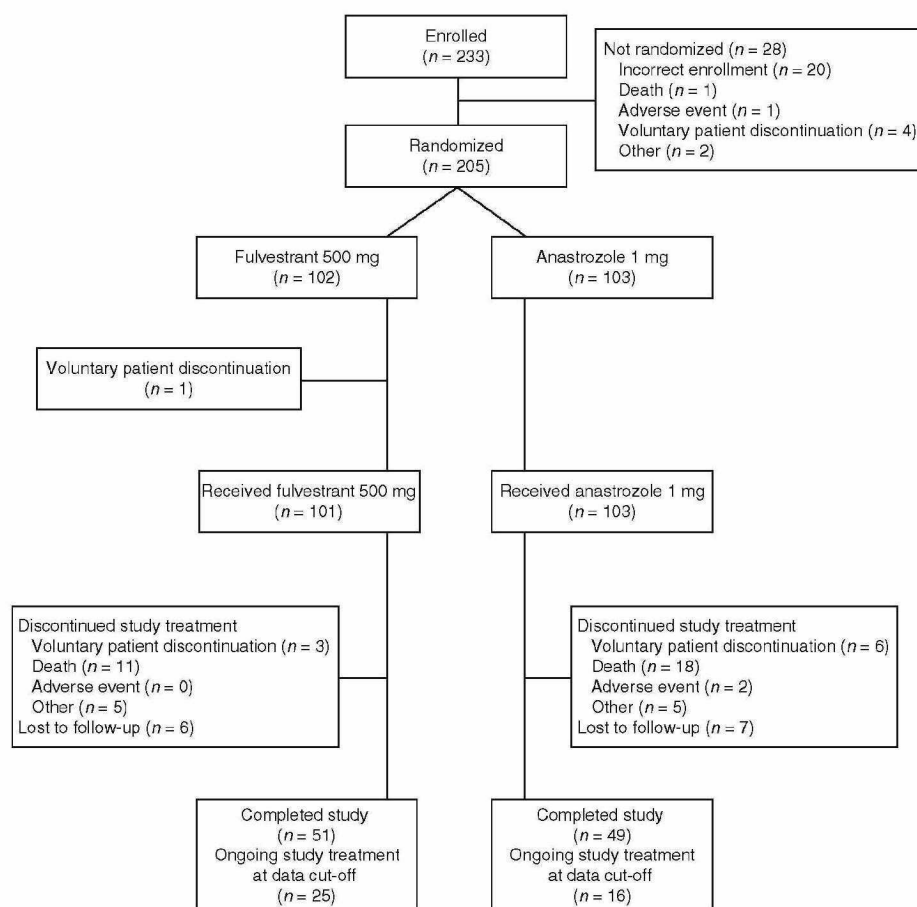 Enrolled
(n = 233)
Not randomized (n = 28)
Incorrect enrollment (n = 20)
Death (n = 1)
Adverse event (n = 1)
Voluntary patient discontinuation (n = 4)
Other (n = 2)
Randomized
(n = 205)
Fulvestrant 500 mg
(n = 102)
Anastrozole 1 mg
(n = 103)
Voluntary patient discontinuation
(n = 1)
Received fulvestrant 500 mg
(n = 101)
Received anastrozole 1 mg
(n = 103)
Discontinued study treatment
Voluntary patient discontinuation (n = 3)
Death (n = 11)
Adverse event (n = 0)
Other (n = 5)
Lost to follow-up (n = 6)
Discontinued study treatment
Voluntary patient discontinuation (n = 6)
Death (n = 18)
Adverse event (n = 2)
Other (n = 5)
Lost to follow-up (n = 7)
Completed study
(n = 51)
Ongoing study treatment
at data cut-off
(n = 25)
Completed study
(n = 49)
Ongoing study treatment
at data cut-off
(n = 16)